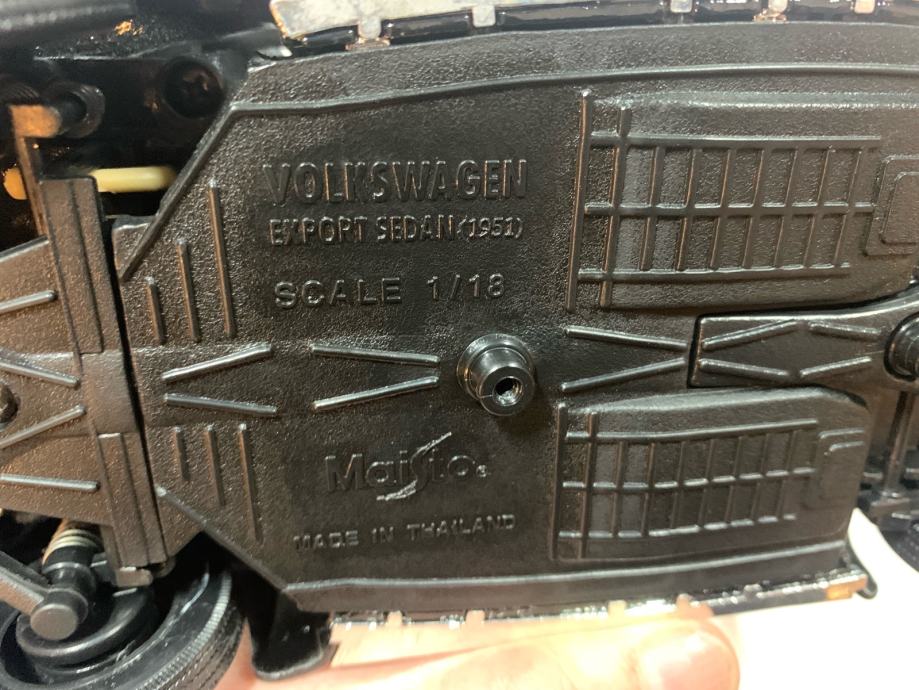 VOLKSWAGEN
EXPORT SEDAN (1951)
SCALE 1/18
Maisto
MADE IN THAILAND